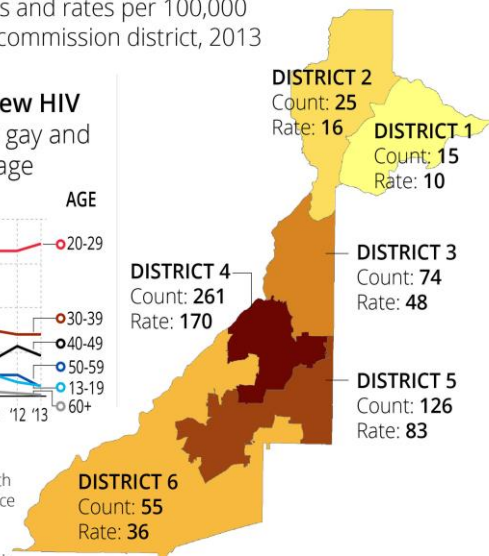 s and rates per 100,000
commission district, 2013
ew HIV
gay and
age
AGE
20-29
30-39
40-49
50-59
13-19
60+
'12 '13
DISTRICT 2
Count: 25
Rate: 16
DISTRICT 1
Count: 15
Rate: 10
DISTRICT 3
Count: 74
Rate: 48
DISTRICT 4
Count: 261
Rate: 170
DISTRICT 5
Count: 126
Rate: 83
DISTRICT 6
Count: 55
Rate: 36
th
ce